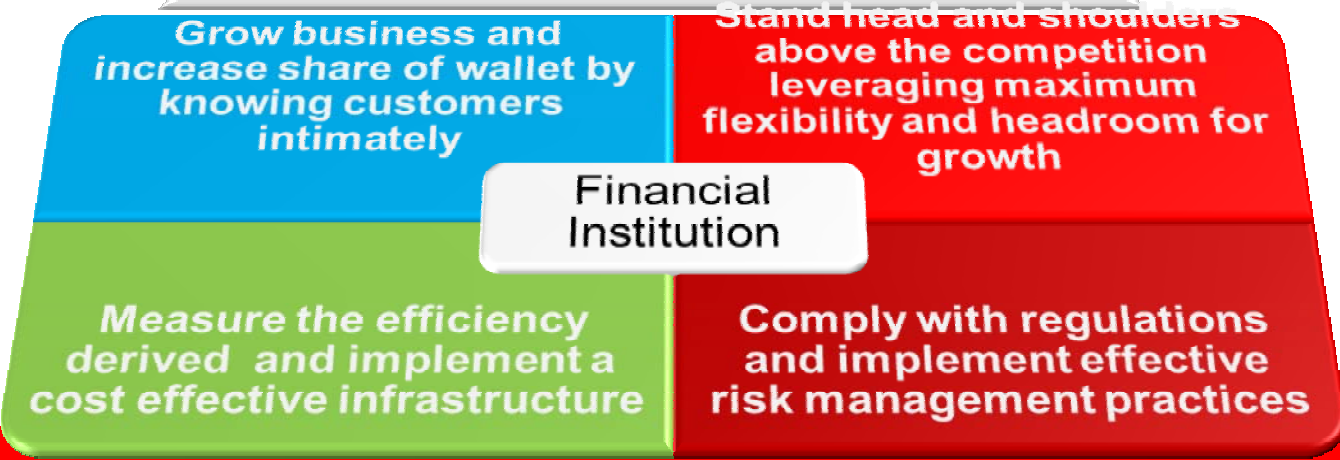 Grow business and
increase share of wallet by
knowing customers
intimately
Stand head and shoulders
above the competition
leveraging maximum
flexibility and headroom for
growth
Financial
Institution
Measure the efficiency
derived and implement a
cost effective infrastructure
Comply with regulations
and implement effective
risk management practices